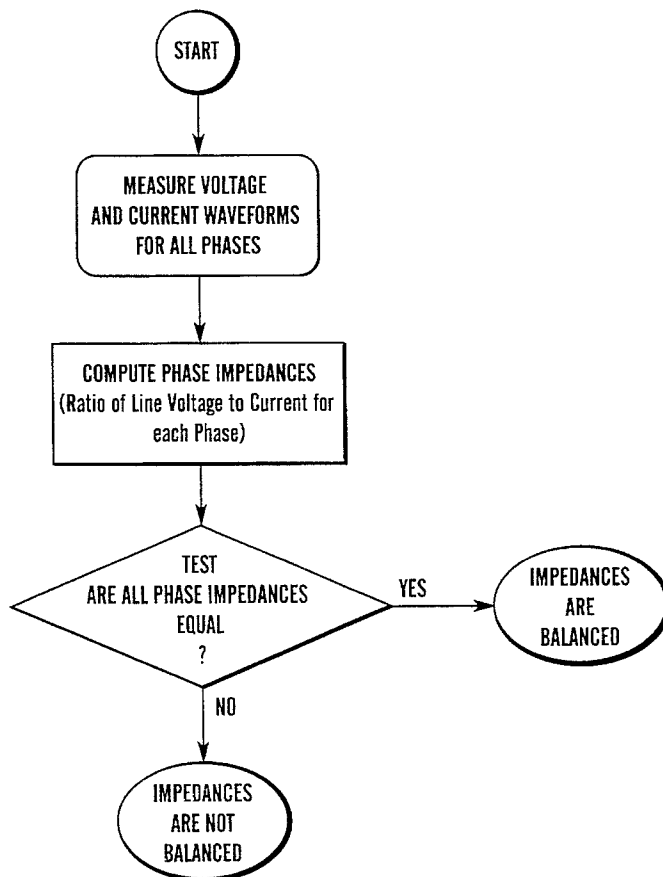 START
MEASURE VOLTAGE
AND CURRENT WAVEFORMS
FOR ALL PHASES
COMPUTE PHASE IMPEDANCES
(Ratio of Line Voltage to Current for
each Phase)
TEST
ARE ALL PHASE IMPEDANCES
EQUAL
?
YES
IMPEDANCES
ARE
BALANCED
NO
IMPEDANCES
ARE NOT
BALANCED